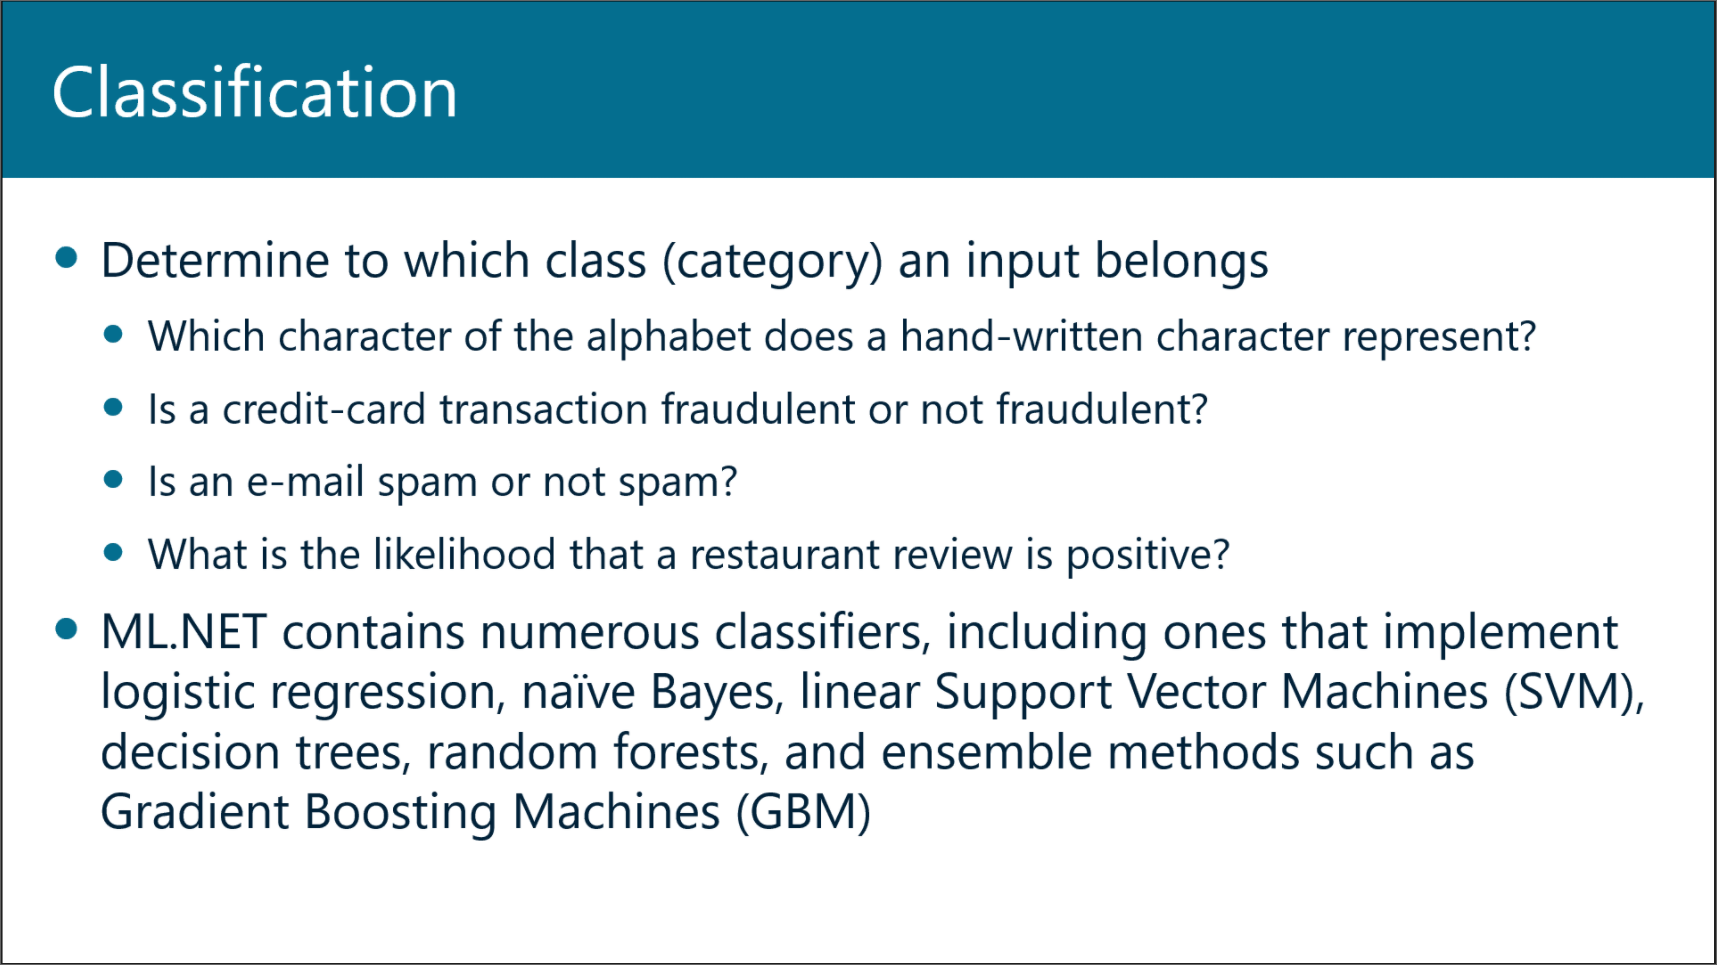 Classification
Determine to which class (category) an input belongs
Which character of the alphabet does a hand-written character represent?
Is a credit-card transaction fraudulent or not fraudulent?
Is an e-mail spam or not spam?
What is the likelihood that a restaurant review is positive?
ML.NET contains numerous classifiers, including ones that implement
logistic regression, naïve Bayes, linear Support Vector Machines (SVM),
decision trees, random forests, and ensemble methods such as
Gradient Boosting Machines (GBM)